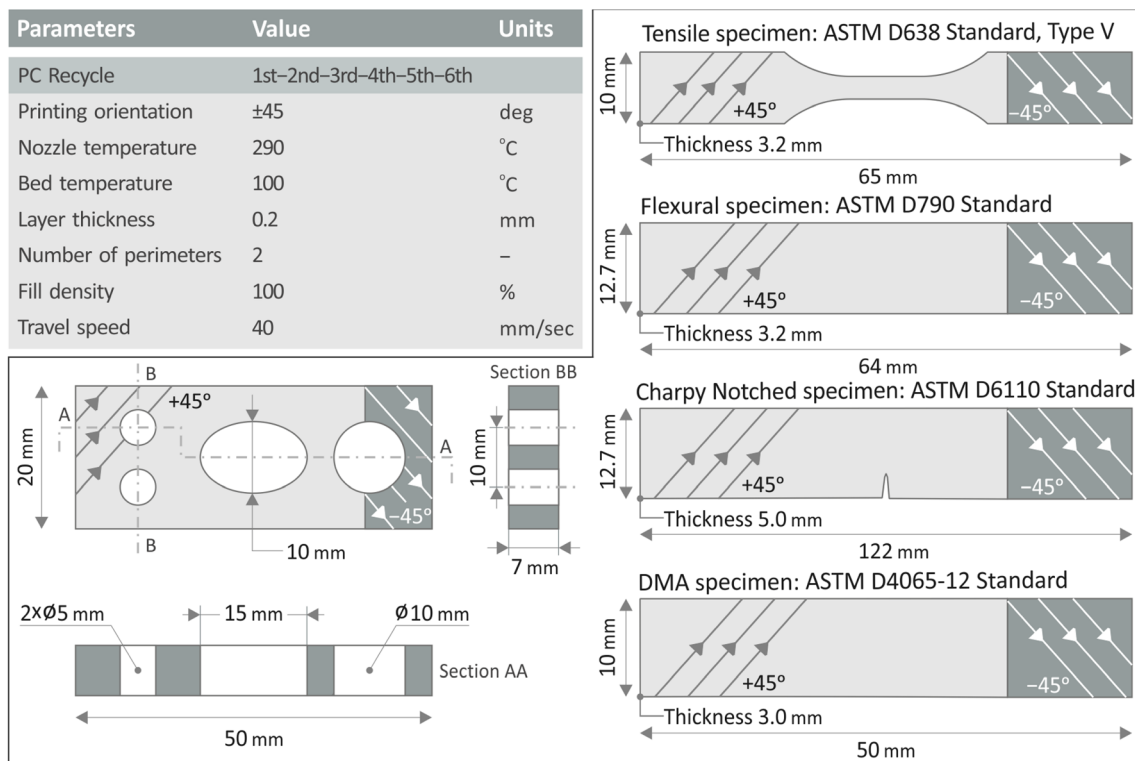 Parameters Value Units
PC Recycle 1st–2nd–3rd–4th–5th–6th
Printing orientation ±45 deg
Nozzle temperature 290 °C
Bed temperature 100 °C
Layer thickness 0.2 mm
Number of perimeters 2 –
Fill density 100 %
Travel speed 40 mm/sec
Tensile specimen: ASTM D638 Standard, Type V
10 mm
+45°
−45°
Thickness 3.2 mm
65 mm
Flexural specimen: ASTM D790 Standard
12.7 mm
+45°
−45°
Thickness 3.2 mm
64 mm
Charpy Notched specimen: ASTM D6110 Standard
12.7 mm
+45°
−45°
Thickness 5.0 mm
122 mm
DMA specimen: ASTM D4065-12 Standard
10 mm
+45°
−45°
Thickness 3.0 mm
50 mm
B
A
+45°
A
20 mm
−45°
B
10 mm
Section BB
10 mm
7 mm
2xØ5 mm
15 mm
Ø10 mm
Section AA
50 mm